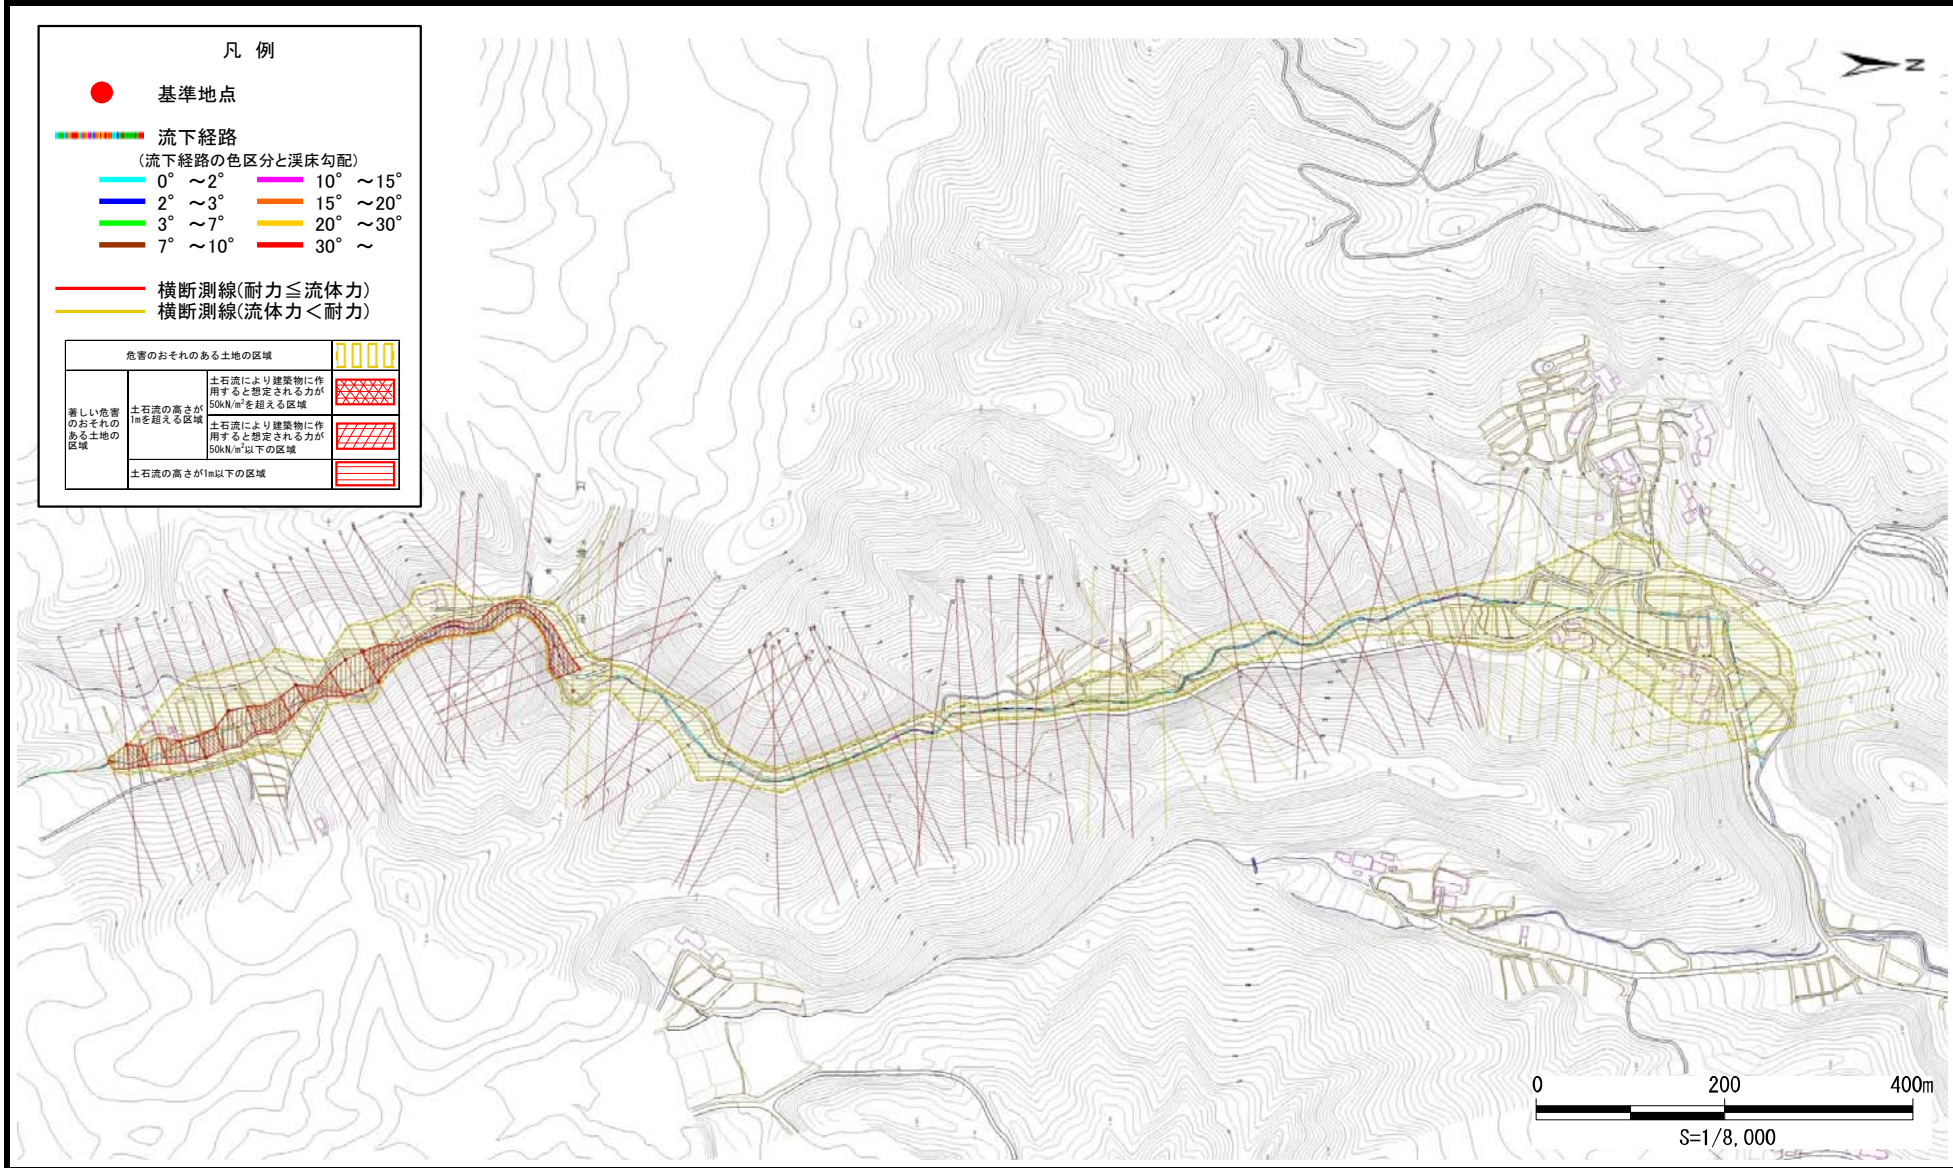 凡 例
基準地点
流下経路
(流下経路の色区分と渓床勾配)
0° ～2°
10° ～15°
2° ～3°
15° ～20°
3° ～7°
20° ～30°
7° ～10°
30° ～
横断測線(耐力≦流体力)
横断測線(流体力＜耐力)
危害のおそれのある土地の区域
著しい危害
のおそれの
ある土地の
区域
土石流の高さが
1mを超える区域
土石流により建築物に作
用すると想定される力が
50kN/m²を超える区域
土石流により建築物に作
用すると想定される力が
50kN/m²以下の区域
土石流の高さが1m以下の区域
N
0 200 400m
S=1/8,000